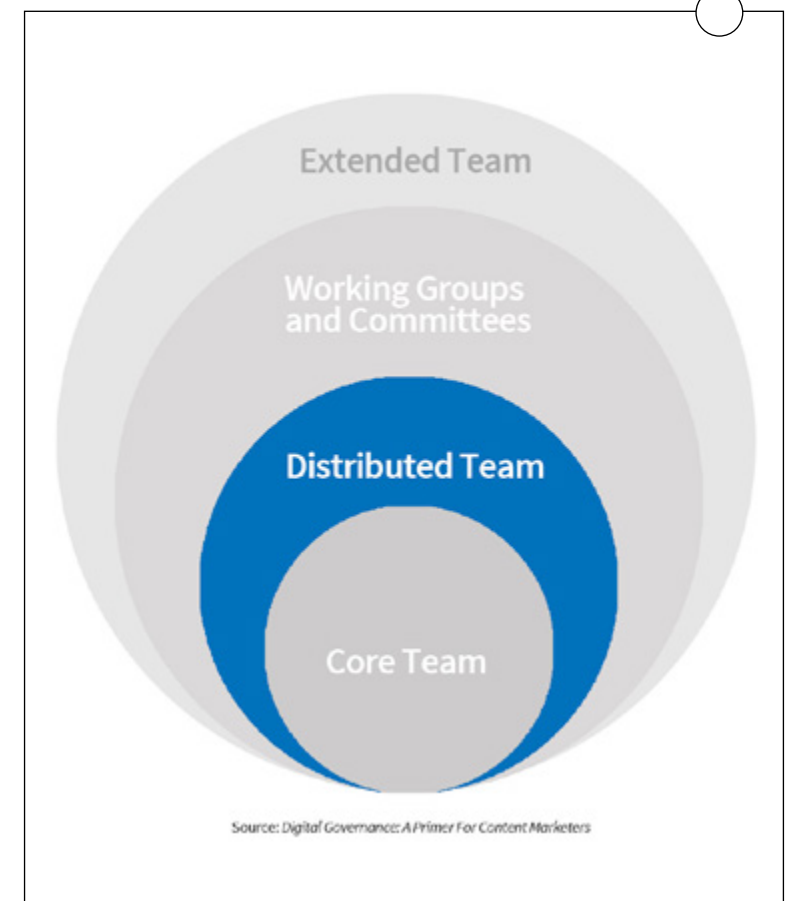 Extended Team
Working Groups
and Committees
Distributed Team
Core Team
Source: Digital Governance: A Primer For Content Marketers